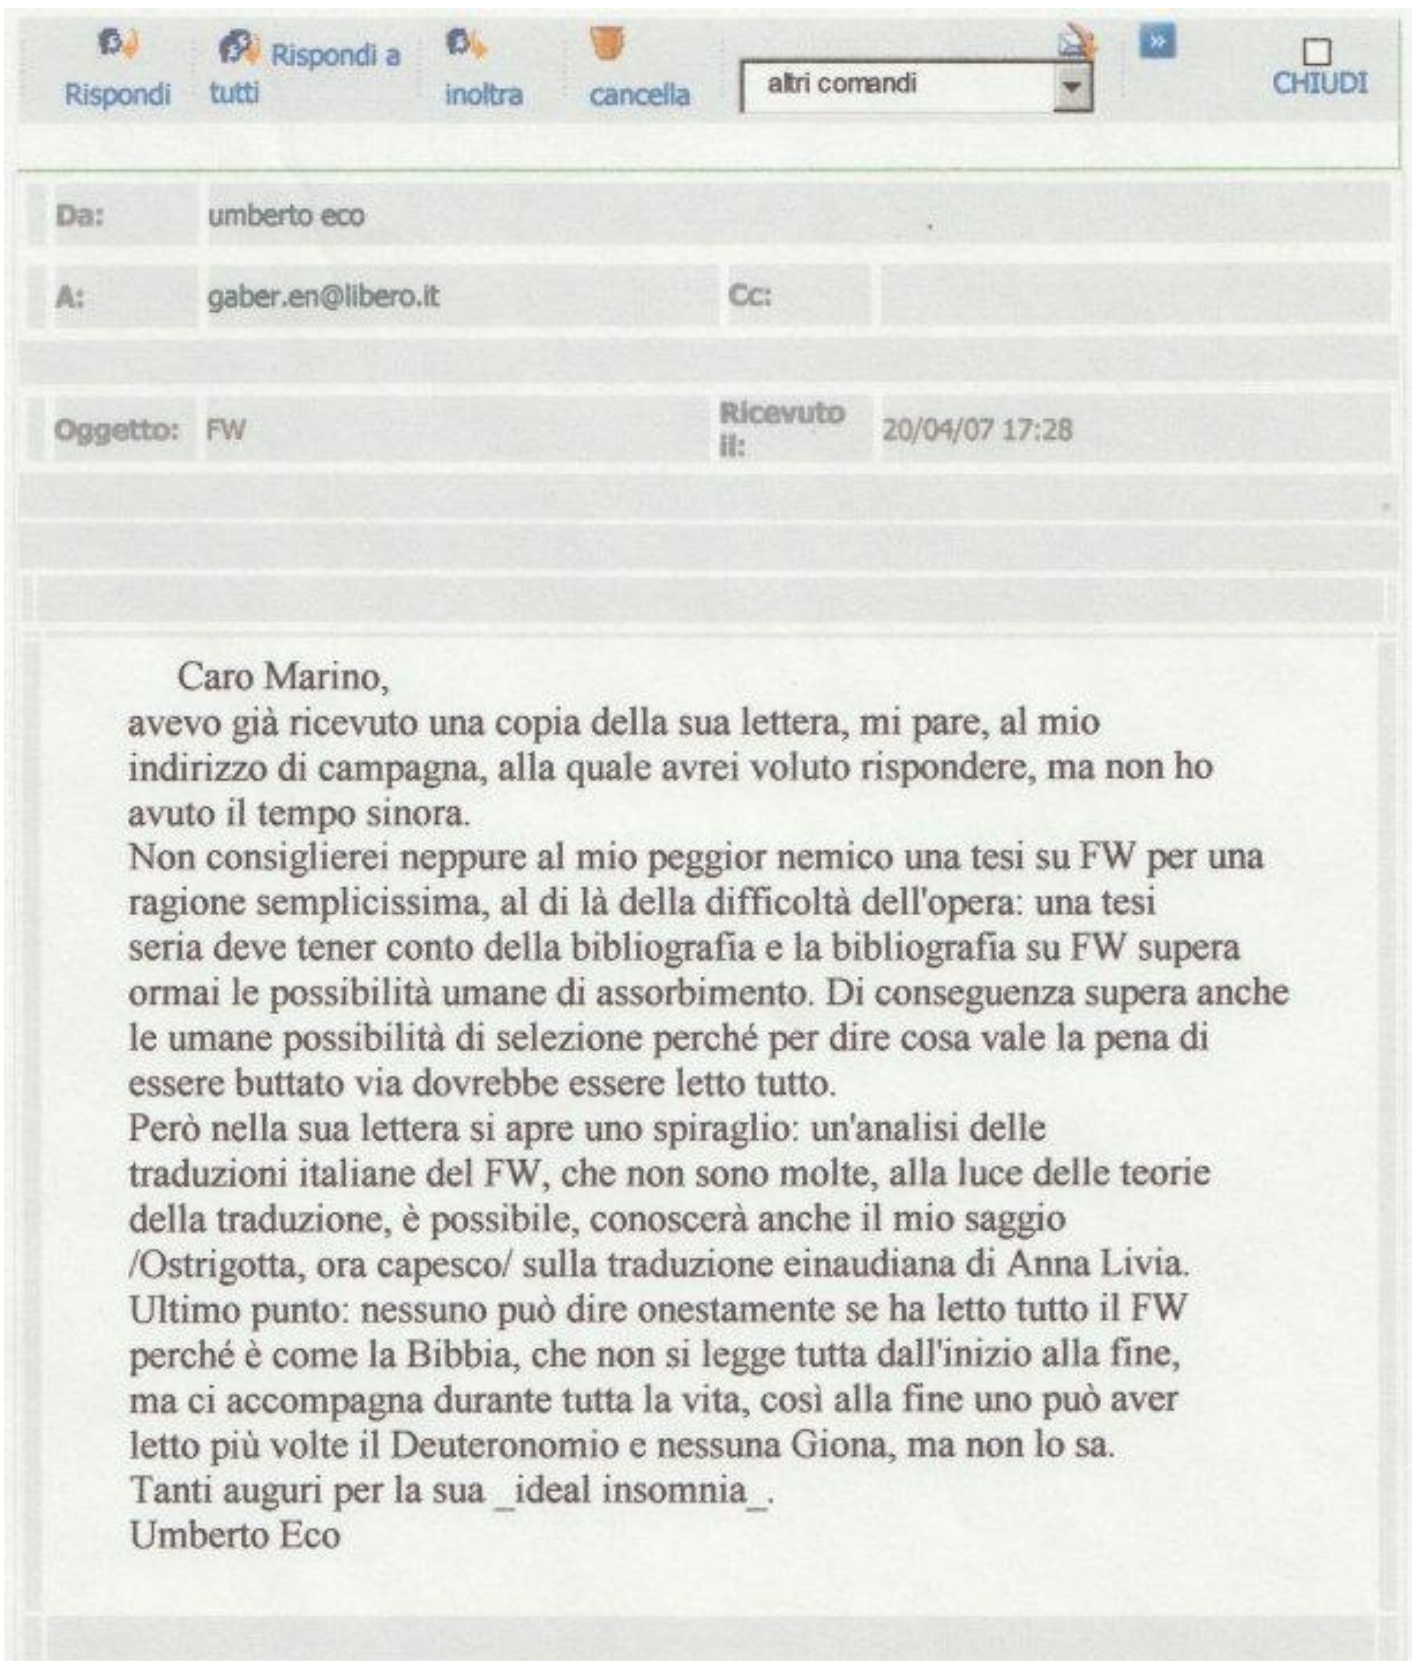 Rispondi
Rispondi a tutti
inoltra
cancella
altri comandi
»
CHIUDI
Da: umberto eco
A: gaber.en@libero.it Cc:
Oggetto: FW Ricevuto il: 20/04/07 17:28
Caro Marino,
avevo già ricevuto una copia della sua lettera, mi pare, al mio
indirizzo di campagna, alla quale avrei voluto rispondere, ma non ho
avuto il tempo sinora.
Non consiglierei neppure al mio peggior nemico una tesi su FW per una
ragione semplicissima, al di là della difficoltà dell'opera: una tesi
seria deve tener conto della bibliografia e la bibliografia su FW supera
ormai le possibilità umane di assorbimento. Di conseguenza supera anche
le umane possibilità di selezione perché per dire cosa vale la pena di
essere buttato via dovrebbe essere letto tutto.
Però nella sua lettera si apre uno spiraglio: un'analisi delle
traduzioni italiane del FW, che non sono molte, alla luce delle teorie
della traduzione, è possibile, conoscerà anche il mio saggio
/Ostrigotta, ora capesco/ sulla traduzione einaudiana di Anna Livia.
Ultimo punto: nessuno può dire onestamente se ha letto tutto il FW
perché è come la Bibbia, che non si legge tutta dall'inizio alla fine,
ma ci accompagna durante tutta la vita, così alla fine uno può aver
letto più volte il Deuteronomio e nessuna Giona, ma non lo sa.
Tanti auguri per la sua _ideal insomnia_.
Umberto Eco